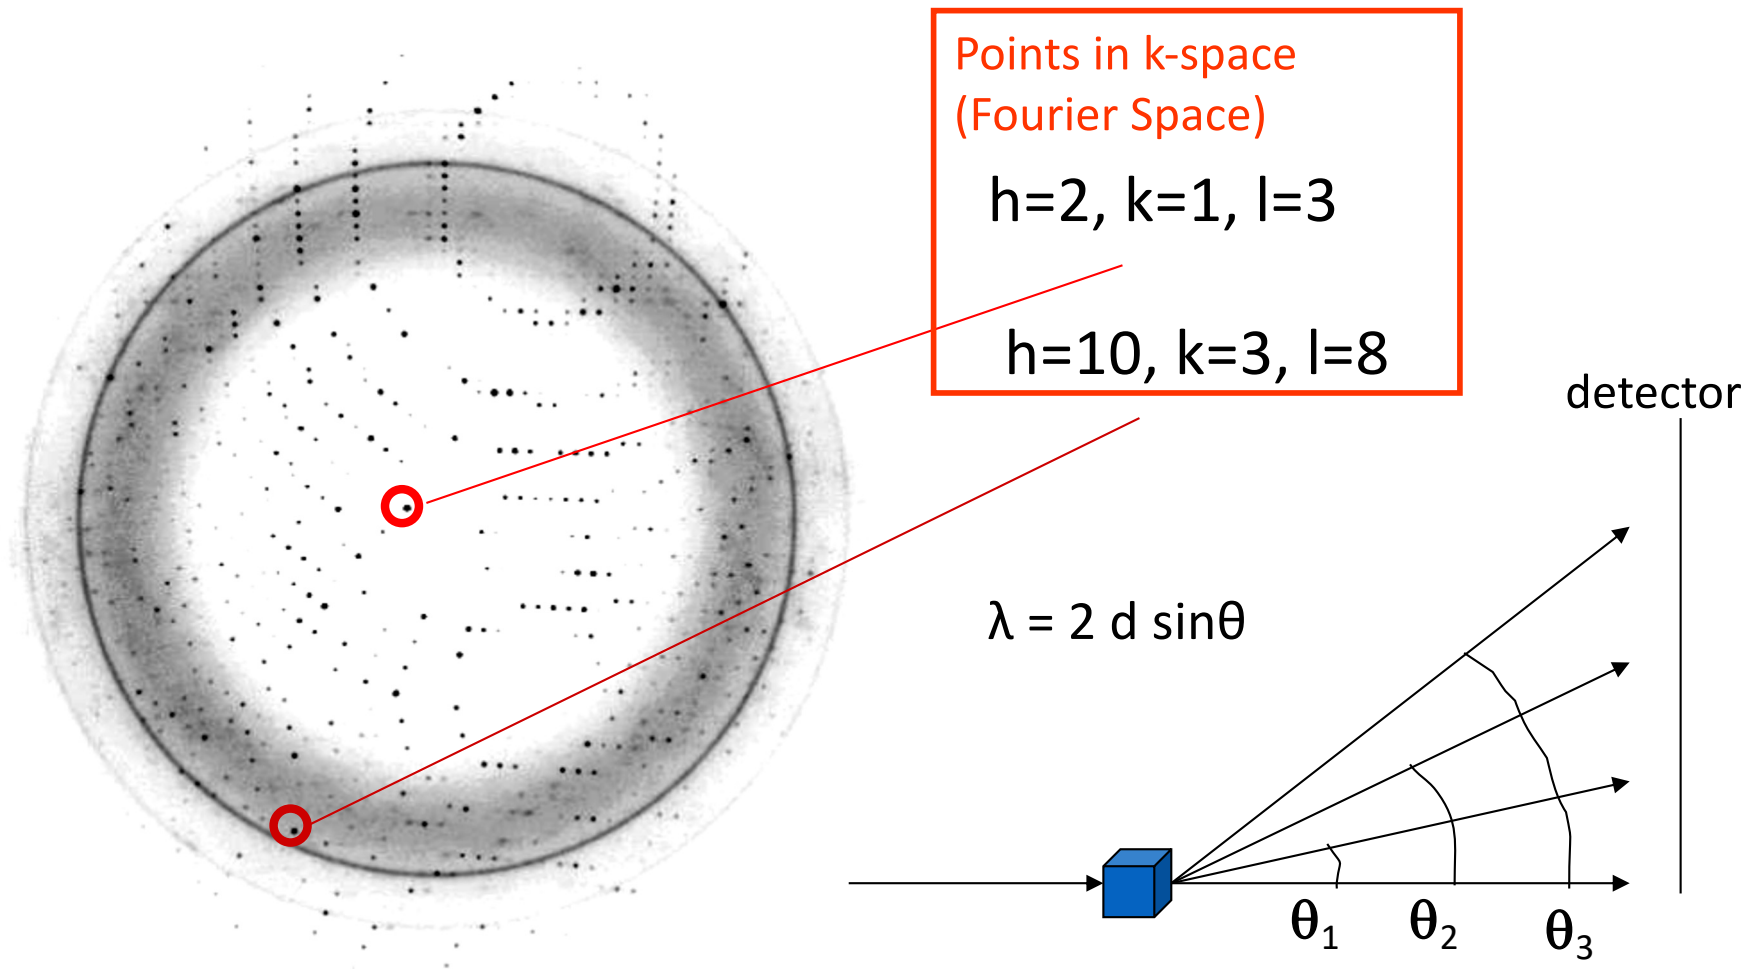 Points in k-space
(Fourier Space)
h=2, k=1, l=3
h=10, k=3, l=8
detector
λ = 2 d sinθ
θ1
θ2
θ3